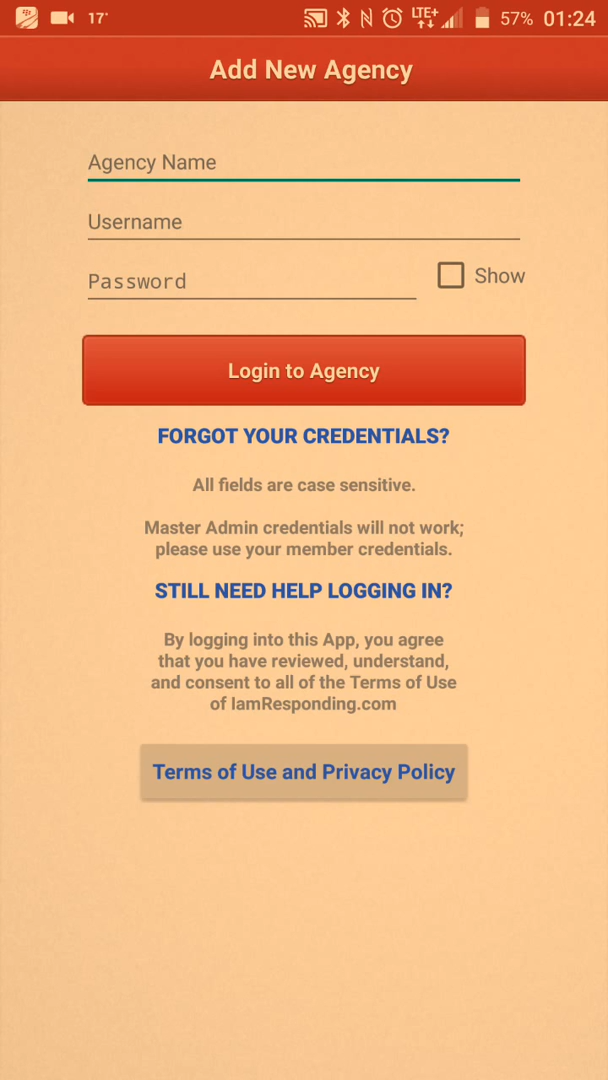 17° LTE+ 57% 01:24
Add New Agency
Agency Name
Username
Password Show
Login to Agency
FORGOT YOUR CREDENTIALS?
All fields are case sensitive.
Master Admin credentials will not work;
please use your member credentials.
STILL NEED HELP LOGGING IN?
By logging into this App, you agree
that you have reviewed, understand,
and consent to all of the Terms of Use
of IamResponding.com
Terms of Use and Privacy Policy